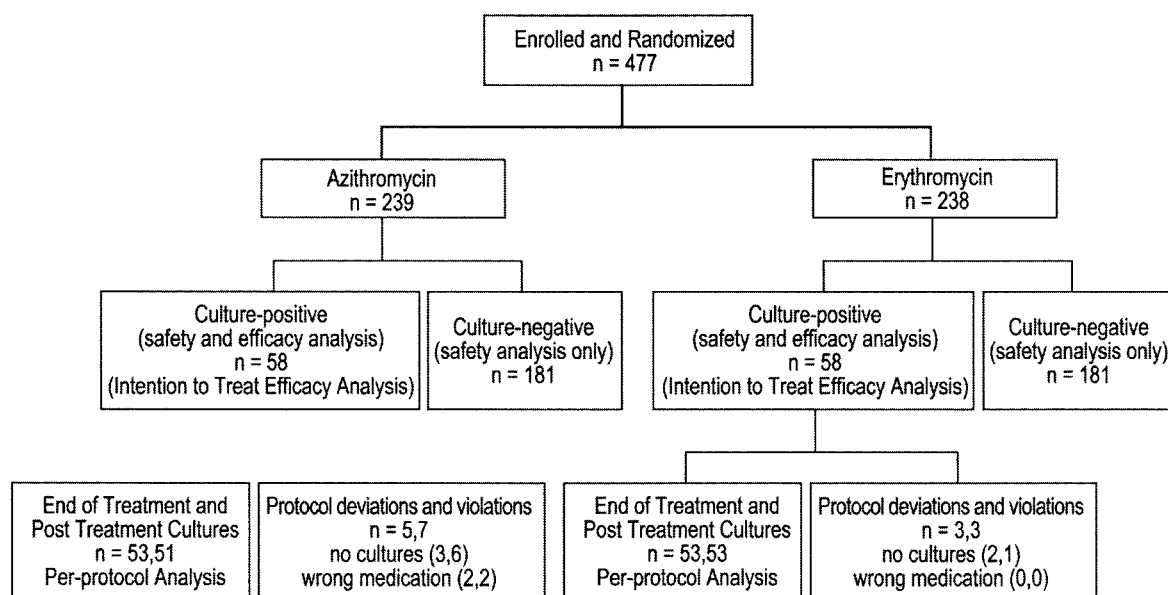 Enrolled and Randomized
n = 477
Azithromycin
n = 239
Erythromycin
n = 238
Culture-positive
(safety and efficacy analysis)
n = 58
(Intention to Treat Efficacy Analysis)
Culture-negative
(safety analysis only)
n = 181
Culture-positive
(safety and efficacy analysis)
n = 58
(Intention to Treat Efficacy Analysis)
Culture-negative
(safety analysis only)
n = 181
End of Treatment and
Post Treatment Cultures
n = 53,51
Per-protocol Analysis
Protocol deviations and violations
n = 5,7
no cultures (3,6)
wrong medication (2,2)
End of Treatment and
Post Treatment Cultures
n = 53,53
Per-protocol Analysis
Protocol deviations and violations
n = 3,3
no cultures (2,1)
wrong medication (0,0)